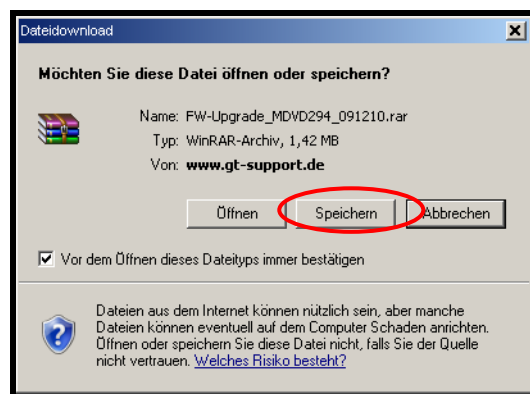 Dateidownload
Möchten Sie diese Datei öffnen oder speichern?
Name: FW-Upgrade_MDVD294_091210.rar
Typ: WinRAR-Archiv, 1,42 MB
Von: www.gt-support.de
Öffnen Speichern Abbrechen
Vor dem Öffnen dieses Dateityps immer bestätigen
Dateien aus dem Internet können nützlich sein, aber manche
Dateien können eventuell auf dem Computer Schaden anrichten.
Öffnen oder speichern Sie diese Datei nicht, falls Sie der Quelle
nicht vertrauen. Welches Risiko besteht?